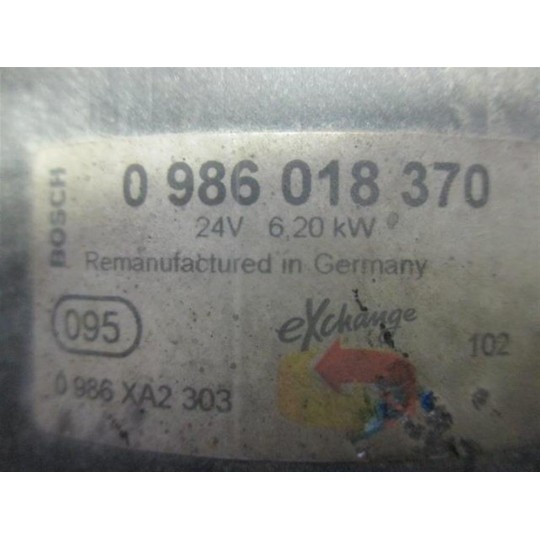 BOSCH
0 986 018 370
24V 6,20 kW
Remanufactured in Germany
095
eXchange
102
0 986 XA2 303